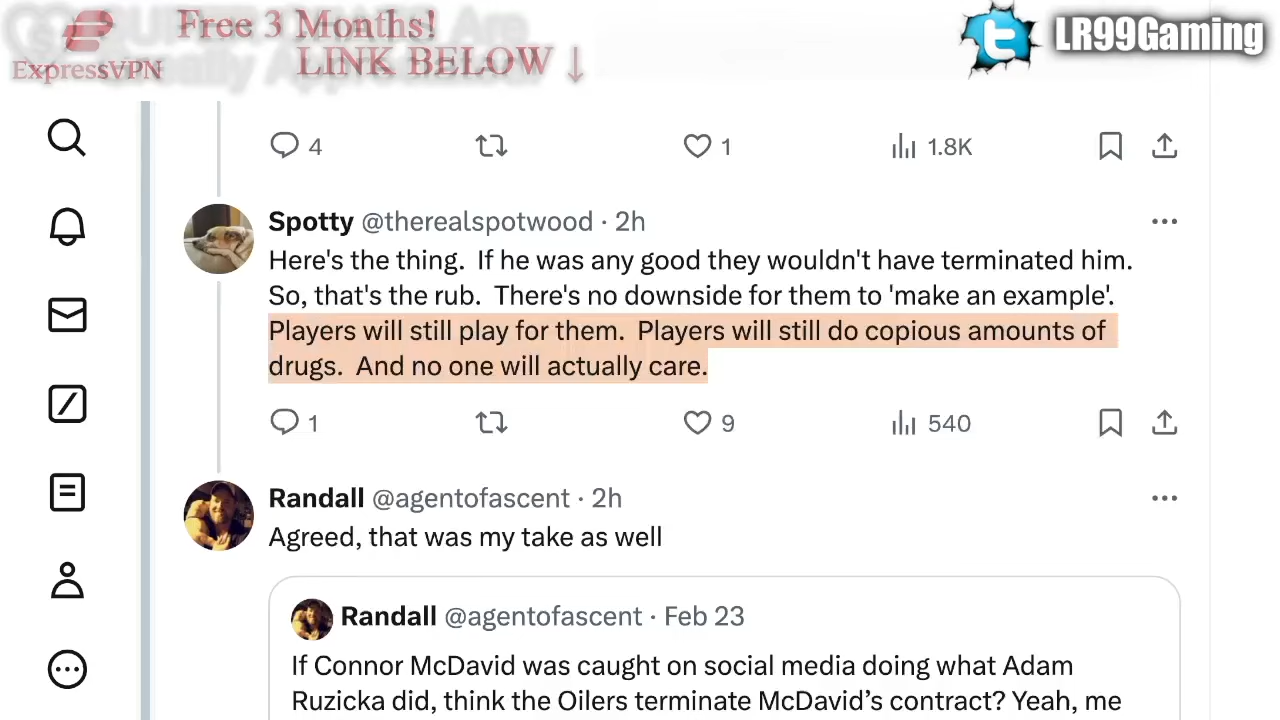 Free 3 Months!
LINK BELOW ↓
ExpressVPN
LR99Gaming
4
1
1.8K
Spotty @therealspotwood · 2h
Here's the thing.  If he was any good they wouldn't have terminated him.
So, that's the rub.  There's no downside for them to 'make an example'.
Players will still play for them.  Players will still do copious amounts of
drugs.  And no one will actually care.
1
9
540
Randall @agentofascent · 2h
Agreed, that was my take as well
Randall @agentofascent · Feb 23
If Connor McDavid was caught on social media doing what Adam
Ruzicka did, think the Oilers terminate McDavid’s contract? Yeah, me